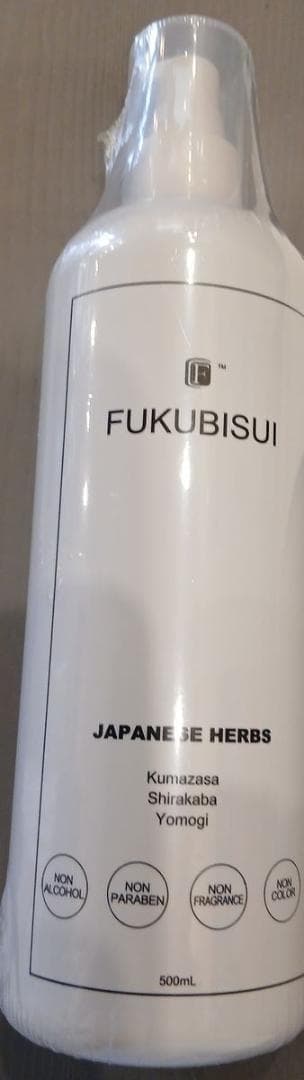 F ™
FUKUBISUI
JAPANESE HERBS
Kumazasa
Shirakaba
Yomogi
NON
ALCOHOL
NON
PARABEN
NON
FRAGRANCE
NON
COLOR
500mL